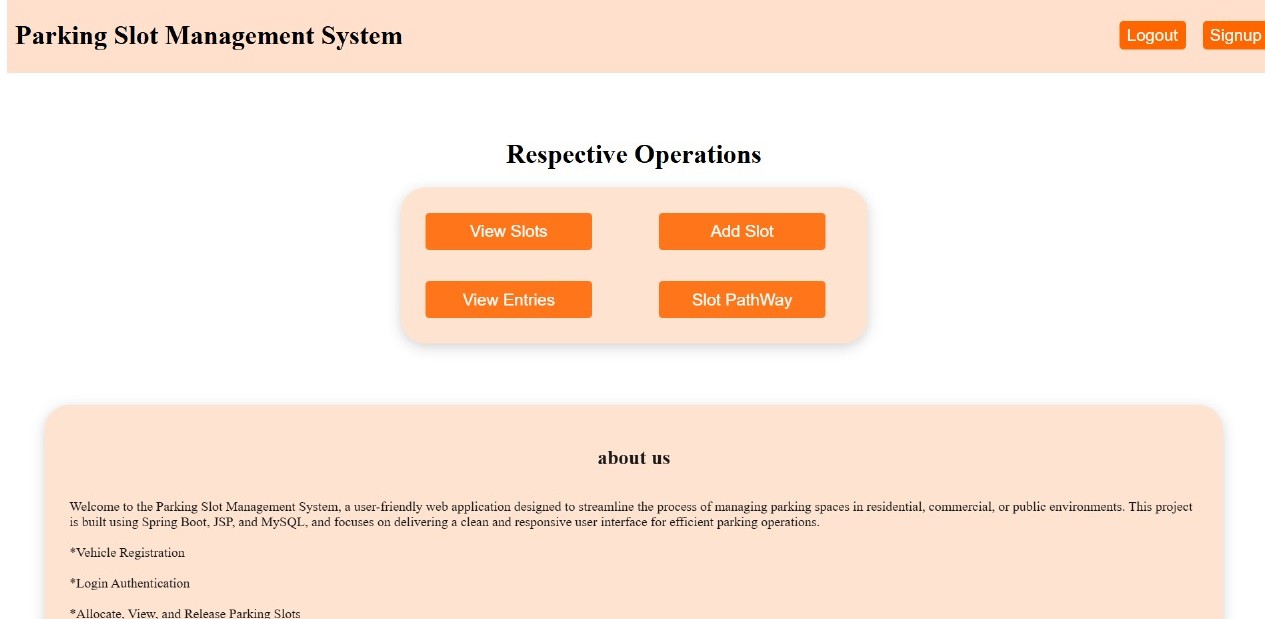 Parking Slot Management System
Logout Signup
Respective Operations
View Slots Add Slot
View Entries Slot PathWay
about us
Welcome to the Parking Slot Management System, a user-friendly web application designed to streamline the process of managing parking spaces in residential, commercial, or public environments. This project
is built using Spring Boot, JSP, and MySQL, and focuses on delivering a clean and responsive user interface for efficient parking operations.
*Vehicle Registration
*Login Authentication
*Allocate, View, and Release Parking Slots